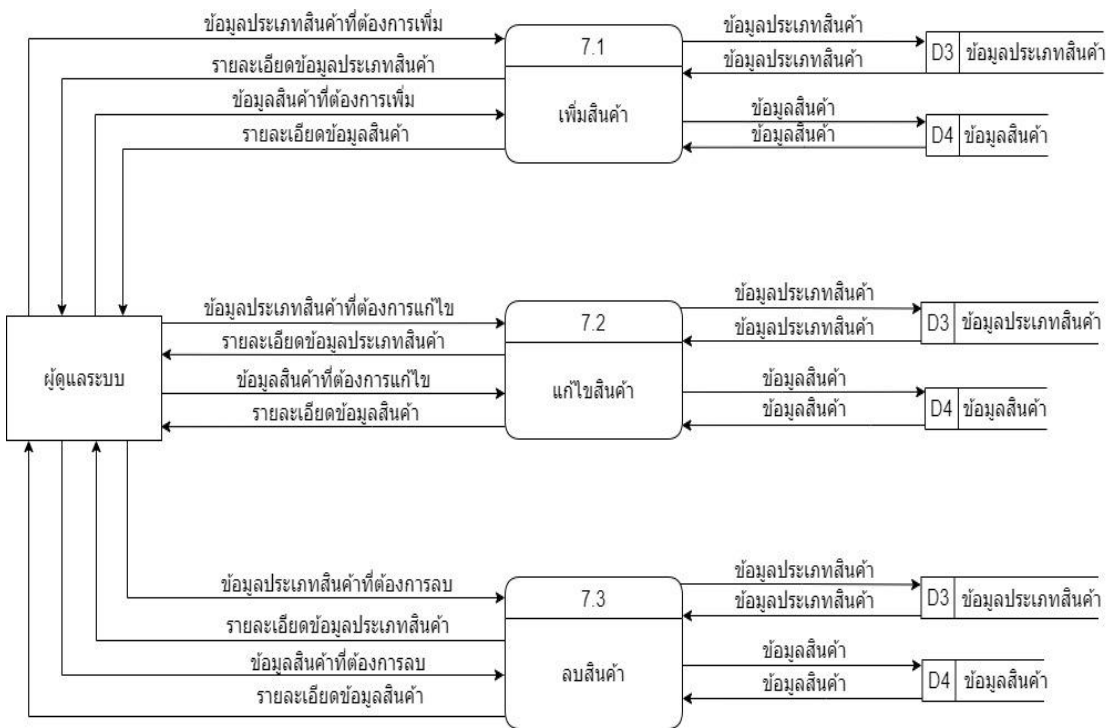 ข้อมูลประเภทสินค้าที่ต้องการเพิ่ม
รายละเอียดข้อมูลประเภทสินค้า
ข้อมูลสินค้าที่ต้องการเพิ่ม
รายละเอียดข้อมูลสินค้า
7.1
เพิ่มสินค้า
ข้อมูลประเภทสินค้า
ข้อมูลประเภทสินค้า
D3 ข้อมูลประเภทสินค้า
ข้อมูลสินค้า
ข้อมูลสินค้า
D4 ข้อมูลสินค้า
ผู้ดูแลระบบ
ข้อมูลประเภทสินค้าที่ต้องการแก้ไข
รายละเอียดข้อมูลประเภทสินค้า
ข้อมูลสินค้าที่ต้องการแก้ไข
รายละเอียดข้อมูลสินค้า
7.2
แก้ไขสินค้า
ข้อมูลประเภทสินค้า
ข้อมูลประเภทสินค้า
D3 ข้อมูลประเภทสินค้า
ข้อมูลสินค้า
ข้อมูลสินค้า
D4 ข้อมูลสินค้า
ข้อมูลประเภทสินค้าที่ต้องการลบ
รายละเอียดข้อมูลประเภทสินค้า
ข้อมูลสินค้าที่ต้องการลบ
รายละเอียดข้อมูลสินค้า
7.3
ลบสินค้า
ข้อมูลประเภทสินค้า
ข้อมูลประเภทสินค้า
D3 ข้อมูลประเภทสินค้า
ข้อมูลสินค้า
ข้อมูลสินค้า
D4 ข้อมูลสินค้า